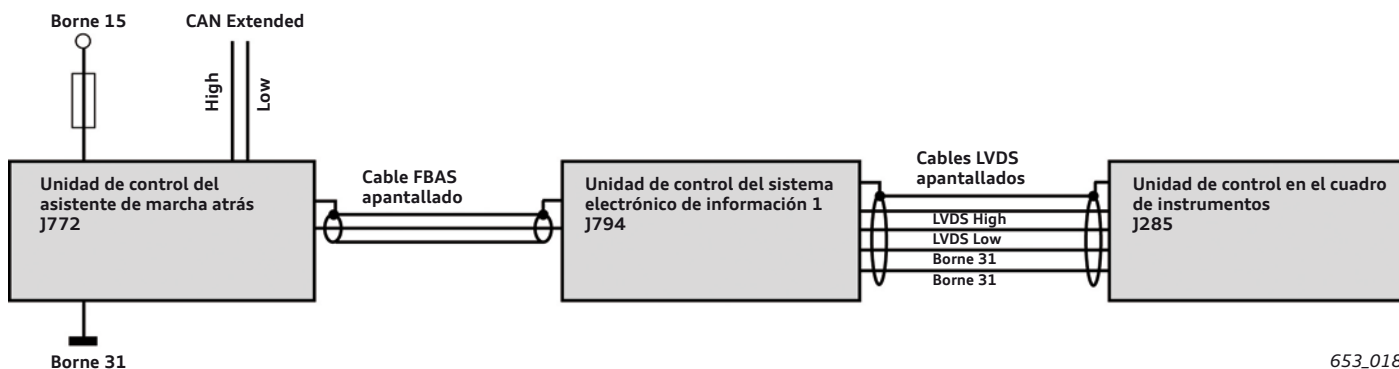 Borne 15
CAN Extended
High
Low
Unidad de control del
asistente de marcha atrás
J772
Cable FBAS
apantallado
Unidad de control del sistema
electrónico de información 1
J794
Cables LVDS
apantallados
LVDS High
LVDS Low
Borne 31
Borne 31
Unidad de control en el cuadro
de instrumentos
J285
Borne 31
653_018